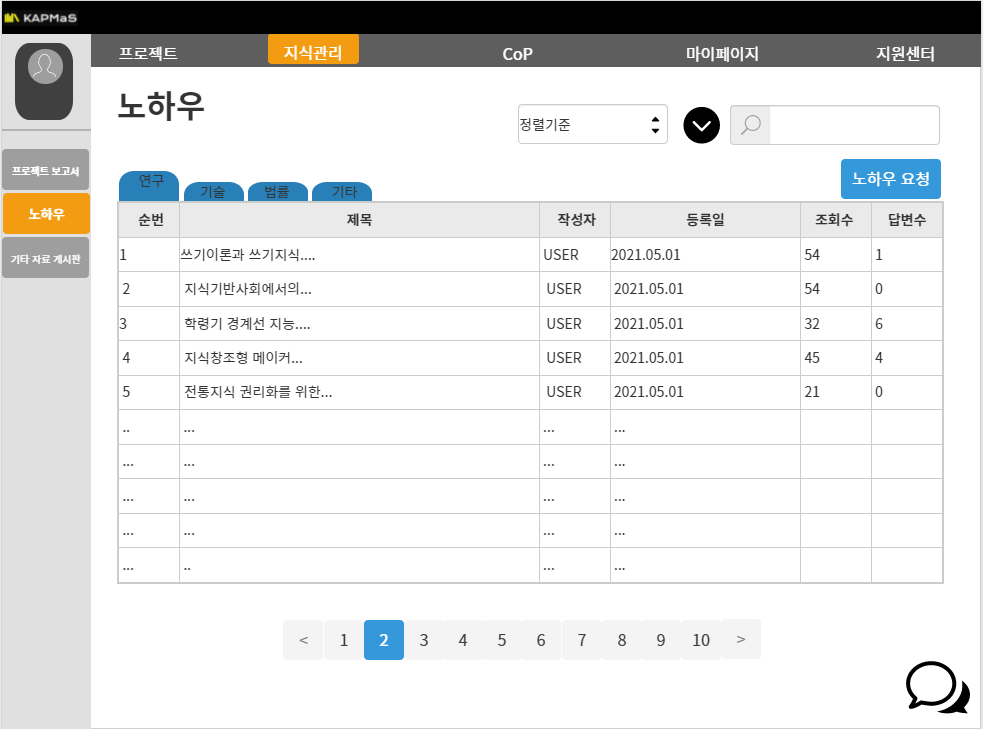 KAPMaS
프로젝트 지식관리 CoP 마이페이지 지원센터
노하우
정렬기준
프로젝트 보고서
노하우
기타 자료 게시판
노하우 요청
연구 기술 법률 기타
순번 제목 작성자 등록일 조회수 답변수
1 쓰기이론과 쓰기지식.... USER 2021.05.01 54 1
2 지식기반사회에서의... USER 2021.05.01 54 0
3 학령기 경계선 지능.... USER 2021.05.01 32 6
4 지식창조형 메이커... USER 2021.05.01 45 4
5 전통지식 권리화를 위한... USER 2021.05.01 21 0
.. ... ... ...
... ... ... ...
... ... ... ...
... ... ... ...
... .. ... ...
< 1 2 3 4 5 6 7 8 9 10 >